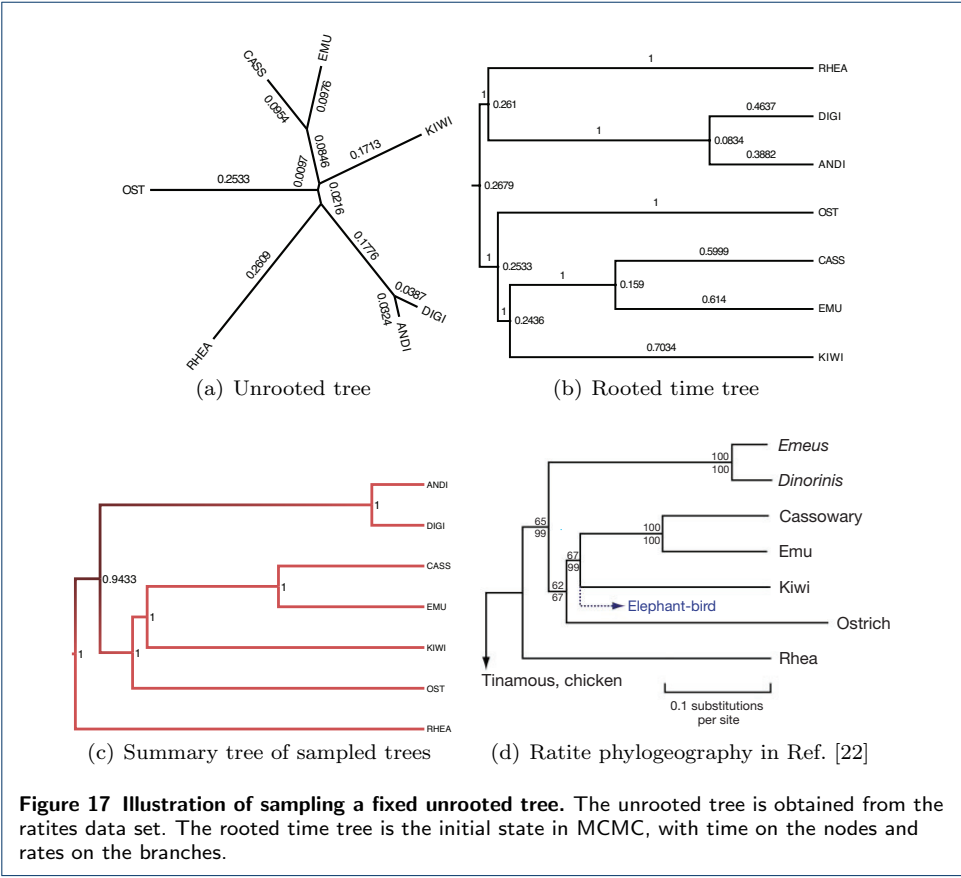 EMU
CASS
0.0976
0.0954
KIWI
0.1713
0.0846
0.0097
OST
0.2533
0.0216
0.1776
0.2609
0.0387
0.0324
DIGI
ANDI
RHEA
(a) Unrooted tree
1
RHEA
1
0.261
0.4637
DIGI
1
0.0834
0.3882
ANDI
0.2679
1
OST
1
0.2533
0.5999
CASS
1
0.159
0.614
EMU
1
0.2436
0.7034
KIWI
(b) Rooted time tree
ANDI
1
DIGI
CASS
0.9433
1
EMU
1
KIWI
1
1
OST
RHEA
(c) Summary tree of sampled trees
Emeus
100
100
Dinorinis
Cassowary
65
99
100
100
Emu
67
99
Kiwi
62
67
Elephant-bird
Ostrich
Rhea
Tinamous, chicken
0.1 substitutions
per site
(d) Ratite phylogeography in Ref. [22]
Figure 17 Illustration of sampling a fixed unrooted tree. The unrooted tree is obtained from the
ratites data set. The rooted time tree is the initial state in MCMC, with time on the nodes and
rates on the branches.